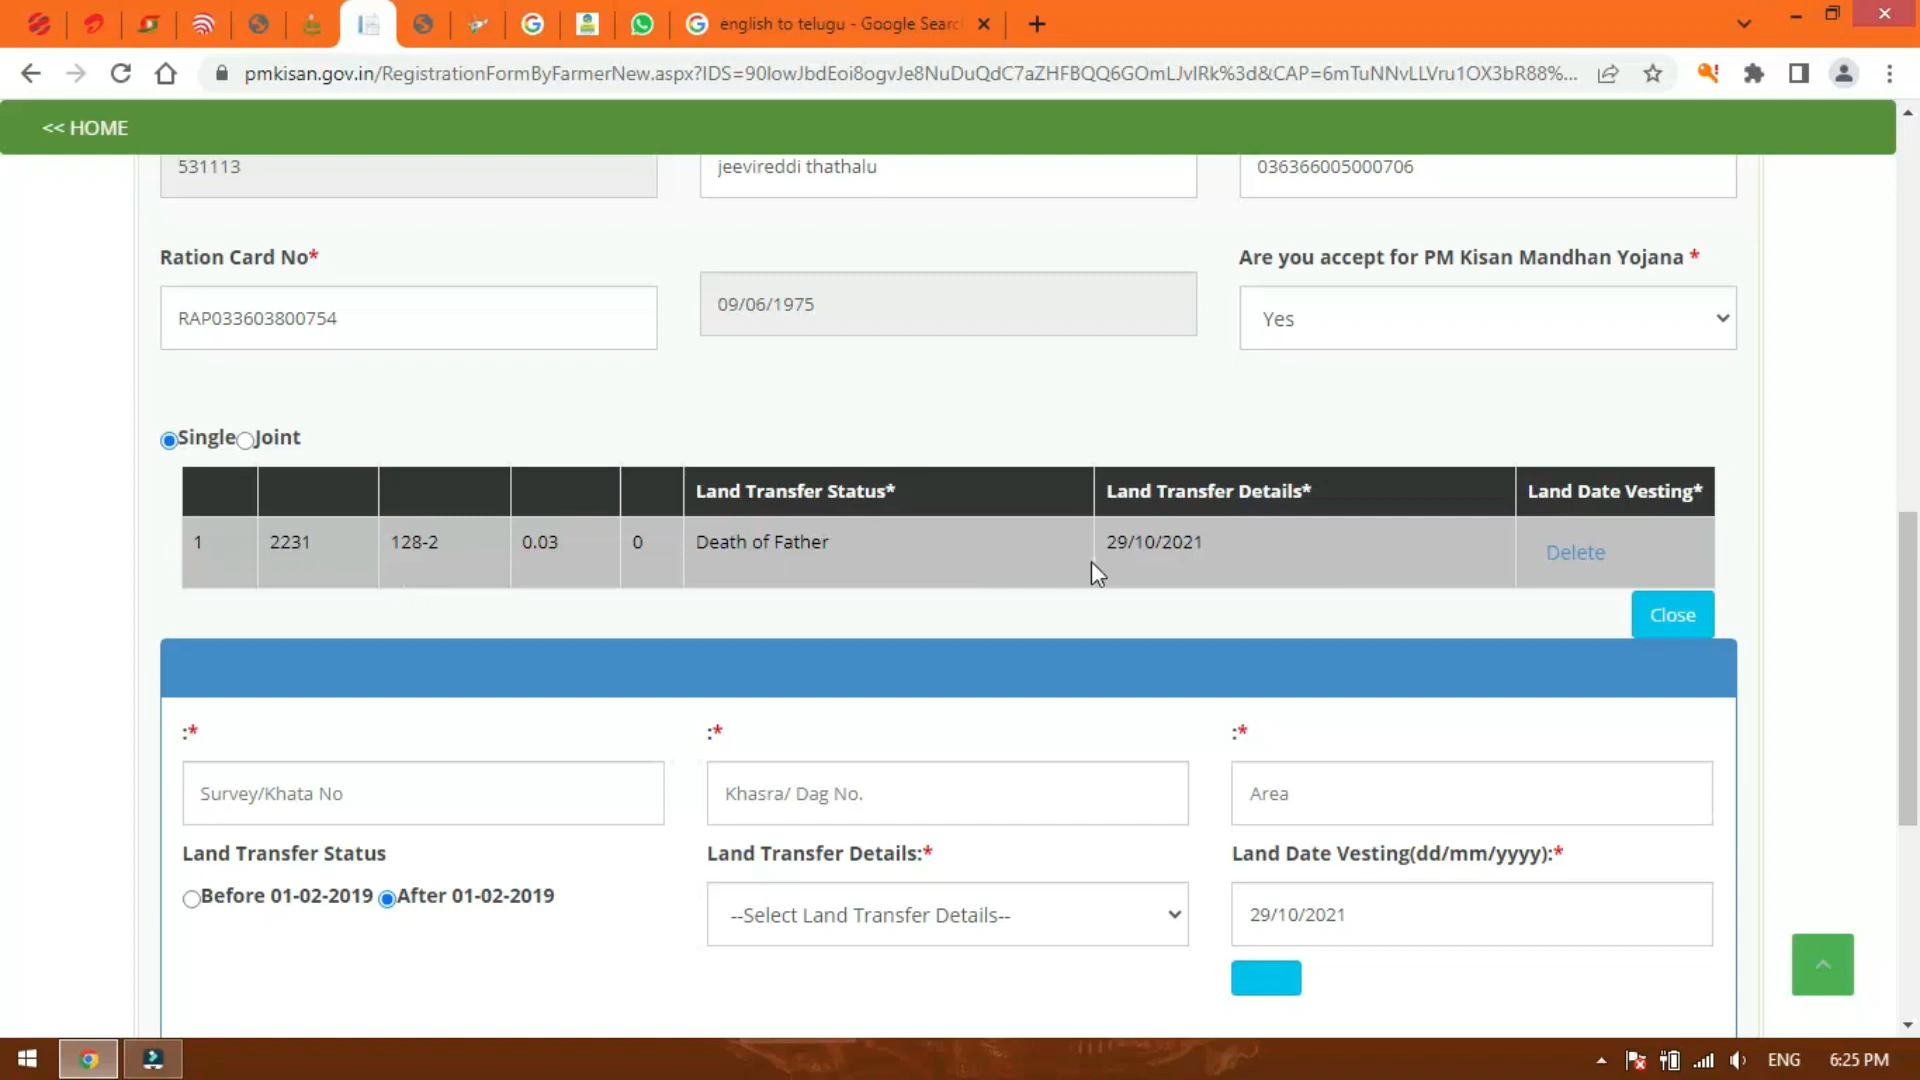 english to telugu - Google Searc
pmkisan.gov.in/RegistrationFormByFarmerNew.aspx?IDS=90lowJbdEoi8ogvJe8NuDuQdC7aZHFBQQ6GOmLJvIRk%3d&CAP=6mTuNNvLLVru1OX3bR88%...
<< HOME
531113 jeevireddi thathalu 036366005000706
Ration Card No* Are you accept for PM Kisan Mandhan Yojana *
RAP033603800754 09/06/1975 Yes
Single Joint
Land Transfer Status* Land Transfer Details* Land Date Vesting*
1 2231 128-2 0.03 0 Death of Father 29/10/2021 Delete
Close
:* :* :*
Survey/Khata No Khasra/ Dag No. Area
Land Transfer Status Land Transfer Details:* Land Date Vesting(dd/mm/yyyy):*
Before 01-02-2019 After 01-02-2019 --Select Land Transfer Details-- 29/10/2021
ENG 6:25 PM